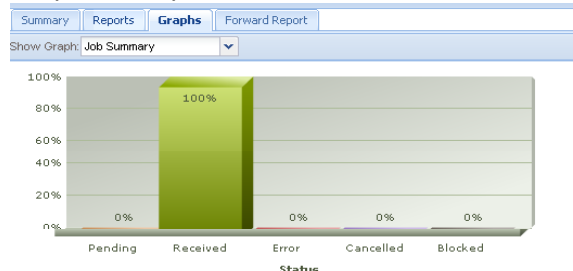 Summary Reports Graphs Forward Report
Show Graph: Job Summary
100%
100%
80%
60%
40%
20%
0% 0% 0% 0%
0%
Pending Received Error Cancelled Blocked
Status